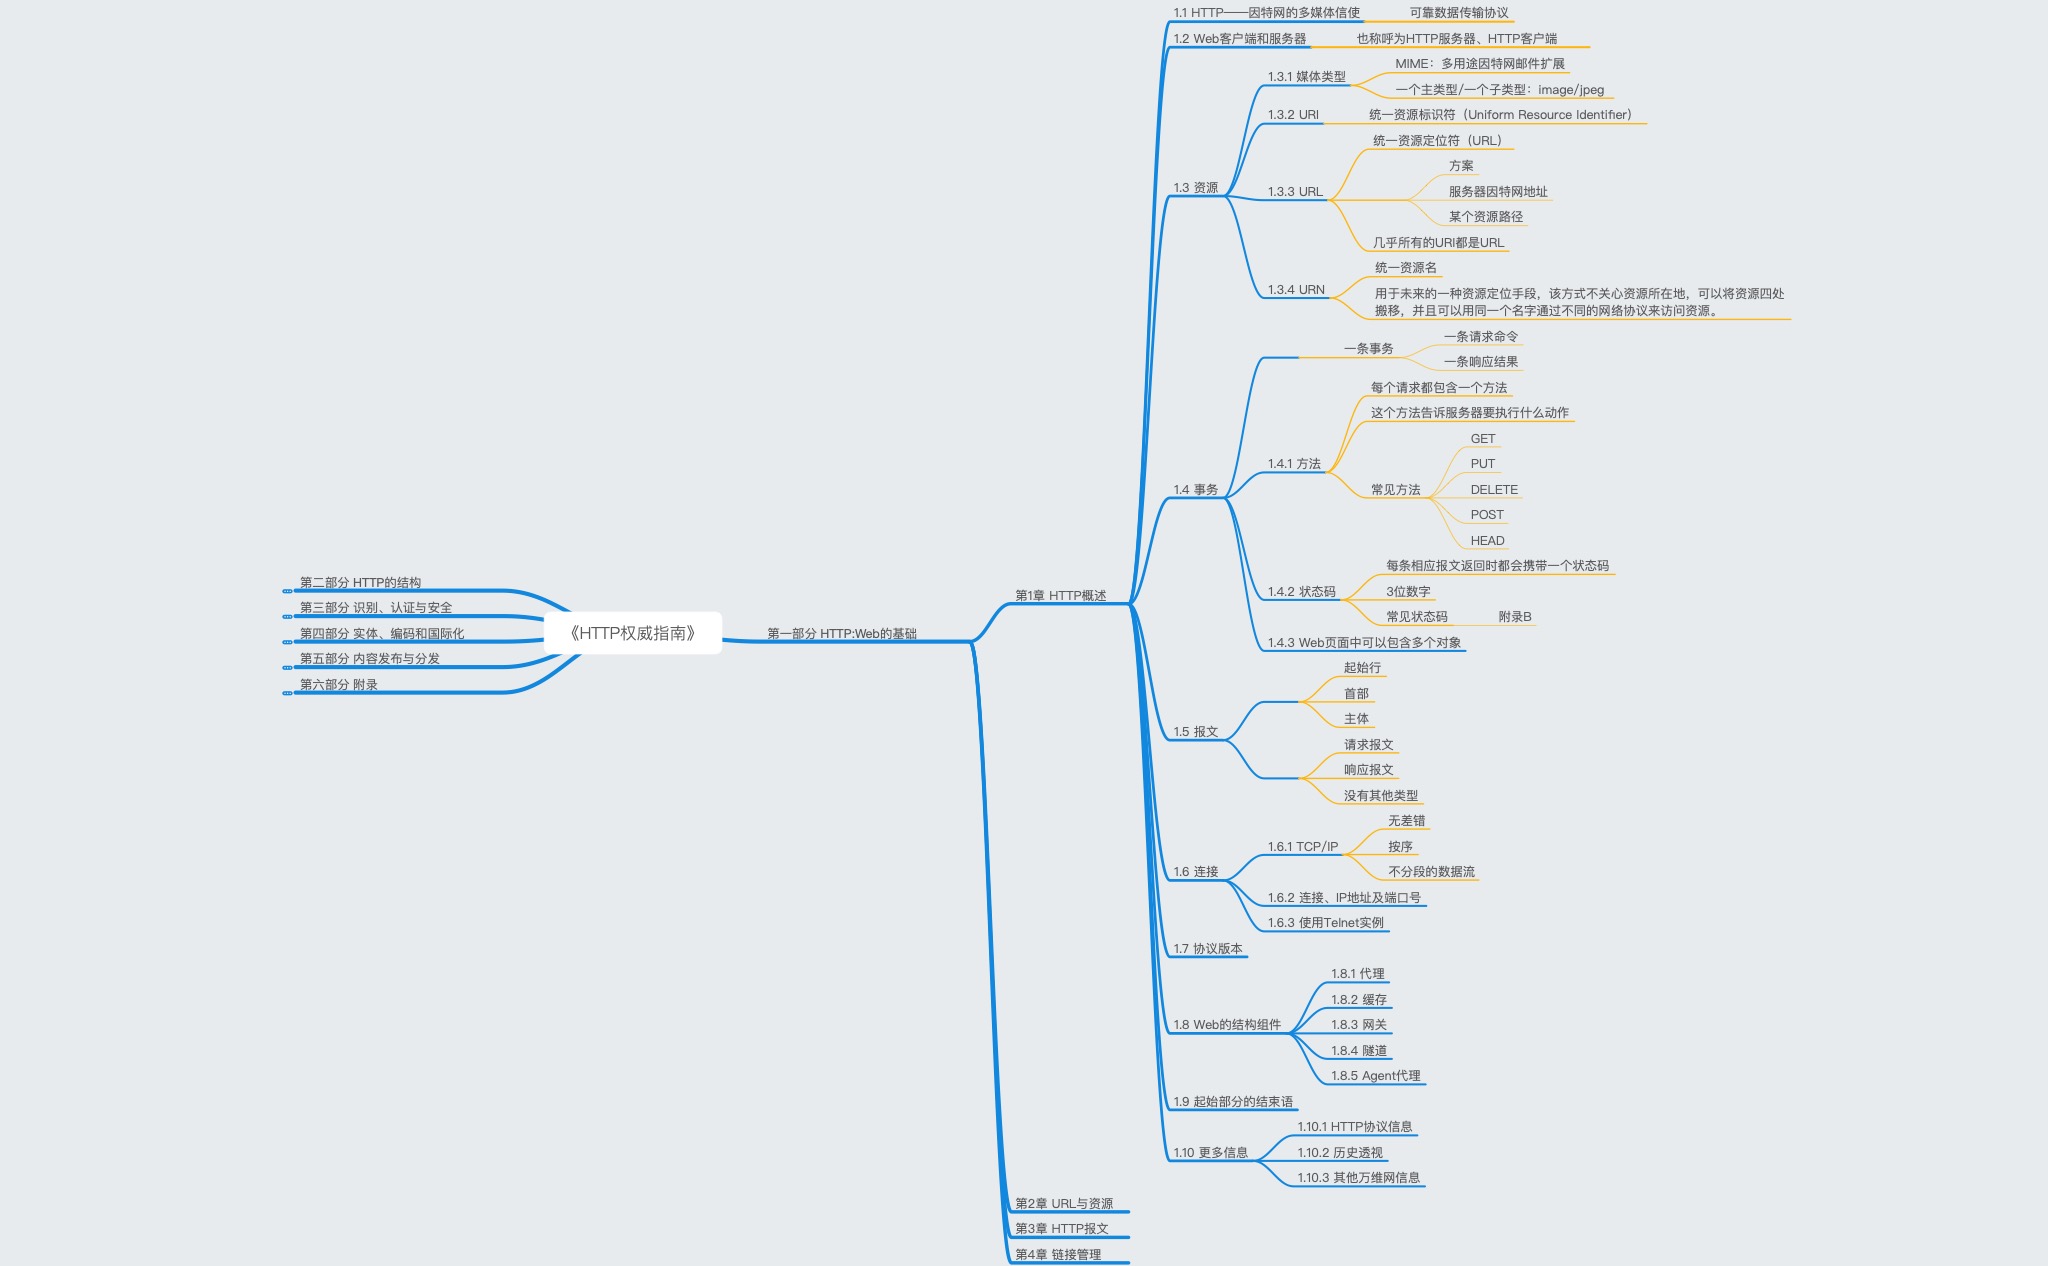 《HTTP权威指南》
第一部分 HTTP:Web的基础
第1章 HTTP概述
1.1 HTTP——因特网的多媒体信使
可靠数据传输协议
1.2 Web客户端和服务器
也称呼为HTTP服务器、HTTP客户端
1.3 资源
1.3.1 媒体类型
MIME：多用途因特网邮件扩展
一个主类型/一个子类型：image/jpeg
1.3.2 URI
统一资源标识符（Uniform Resource Identifier）
1.3.3 URL
统一资源定位符（URL）
方案
服务器因特网地址
某个资源路径
几乎所有的URI都是URL
1.3.4 URN
统一资源名
用于未来的一种资源定位手段，该方式不关心资源所在地，可以将资源四处
搬移，并且可以用同一个名字通过不同的网络协议来访问资源。
1.4 事务
一条事务
一条请求命令
一条响应结果
1.4.1 方法
每个请求都包含一个方法
这个方法告诉服务器要执行什么动作
常见方法
GET
PUT
DELETE
POST
HEAD
1.4.2 状态码
每条相应报文返回时都会携带一个状态码
3位数字
常见状态码
附录B
1.4.3 Web页面中可以包含多个对象
1.5 报文
起始行
首部
主体
请求报文
响应报文
没有其他类型
1.6 连接
1.6.1 TCP/IP
无差错
按序
不分段的数据流
1.6.2 连接、IP地址及端口号
1.6.3 使用Telnet实例
1.7 协议版本
1.8 Web的结构组件
1.8.1 代理
1.8.2 缓存
1.8.3 网关
1.8.4 隧道
1.8.5 Agent代理
1.9 起始部分的结束语
1.10 更多信息
1.10.1 HTTP协议信息
1.10.2 历史透视
1.10.3 其他万维网信息
第2章 URL与资源
第3章 HTTP报文
第4章 链接管理
第二部分 HTTP的结构
第三部分 识别、认证与安全
第四部分 实体、编码和国际化
第五部分 内容发布与分发
第六部分 附录